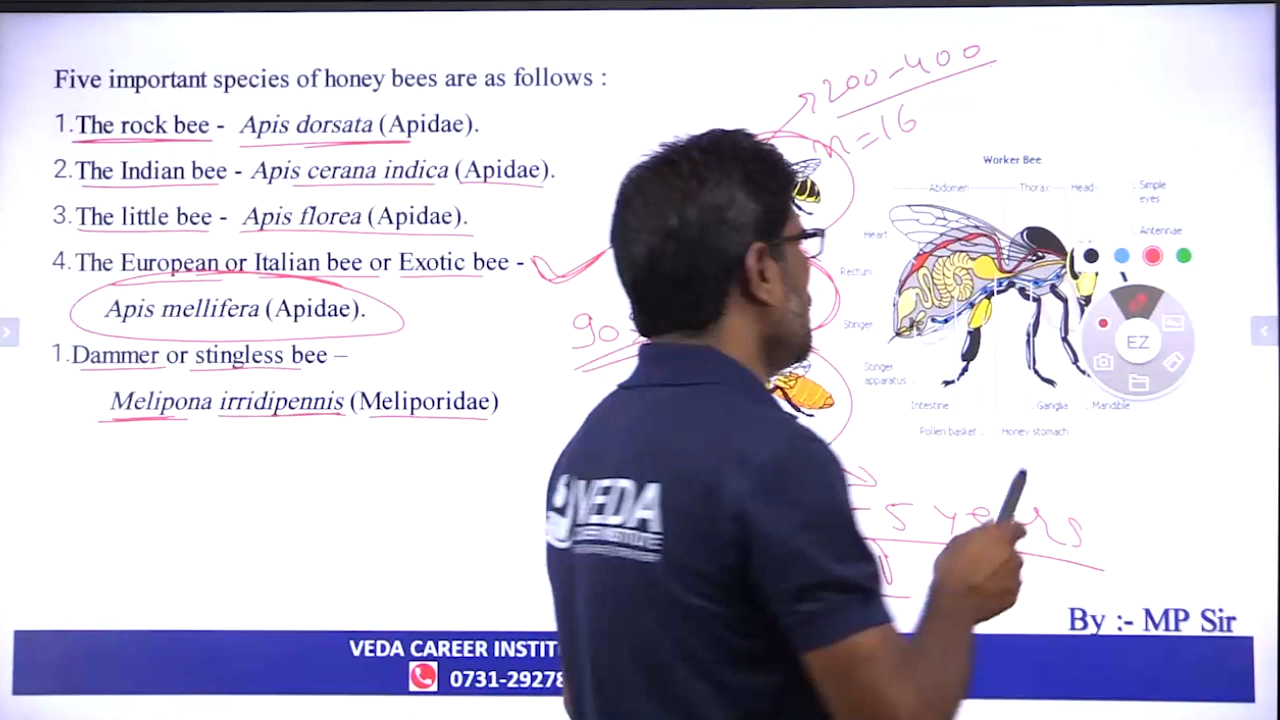 Five important species of honey bees are as follows :
1.The rock bee - Apis dorsata (Apidae).
2.The Indian bee - Apis cerana indica (Apidae).
3.The little bee - Apis florea (Apidae).
4.The European or Italian bee or Exotic bee -
Apis mellifera (Apidae).
1.Dammer or stingless bee –
Melipona irridipennis (Meliporidae)
200-400
n=16
90
5 years
Worker Bee
Abdomen Thorax Head
Simple eyes
Heart
Antennae
Rectum
Stinger
Stinger apparatus
Intestine
Ganglia
Mandible
Pollen basket
Honey stomach
EZ
VEDA
By :- MP Sir
VEDA CAREER INSTIT
0731-2927